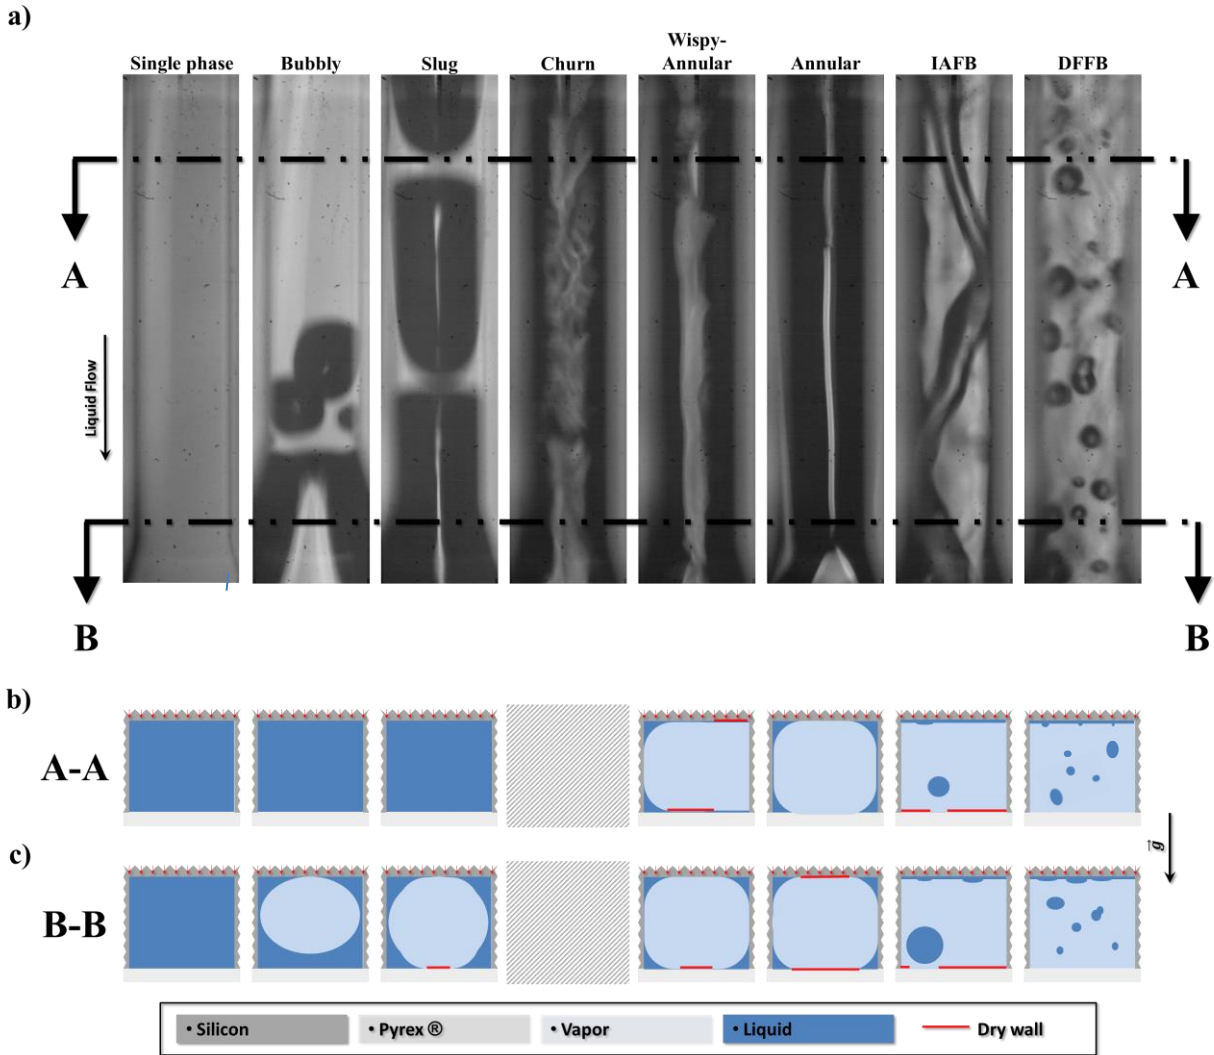 a)
Single phase
Bubbly
Slug
Churn
Wispy-
Annular
Annular
IAFB
DFFB
A
A
Liquid Flow
B
B
b)
A-A
g
c)
B-B
• Silicon
• Pyrex ®
• Vapor
• Liquid
Dry wall